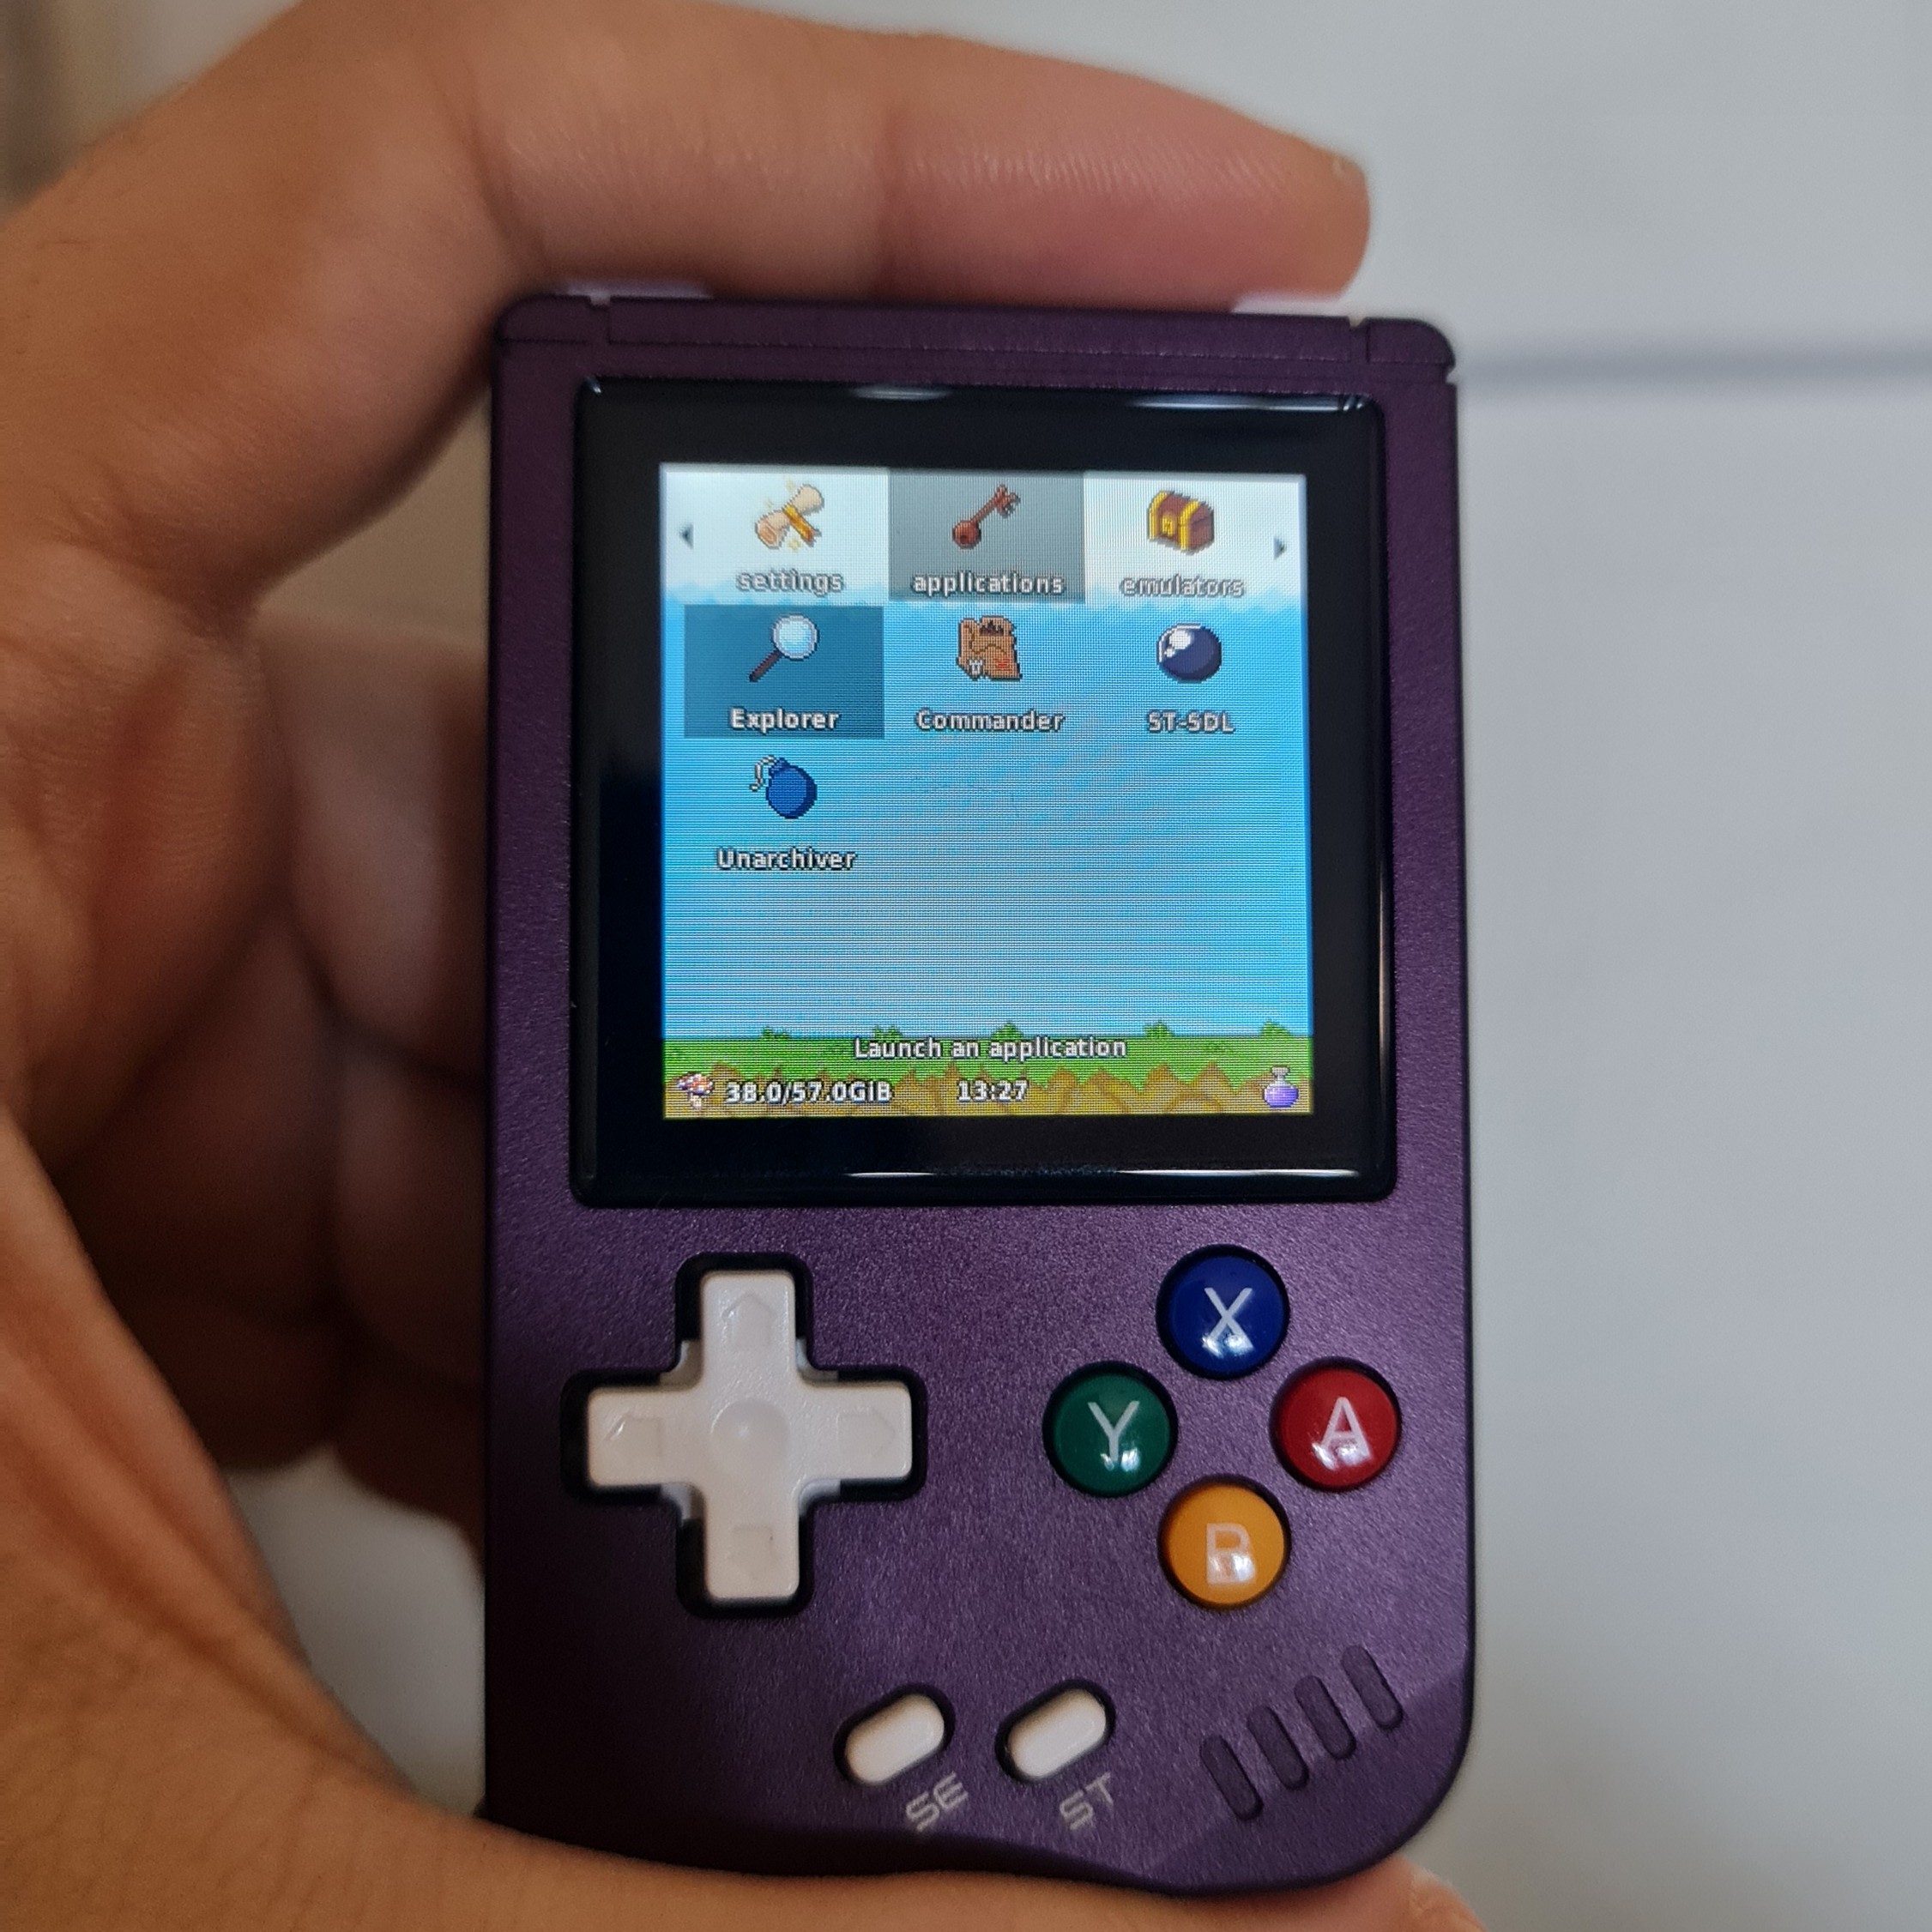 settings applications emulators
Explorer Commander ST-SDL
Unarchiver
Launch an application
38.0/57.0GiB 13:27
X
Y A
B
SE ST